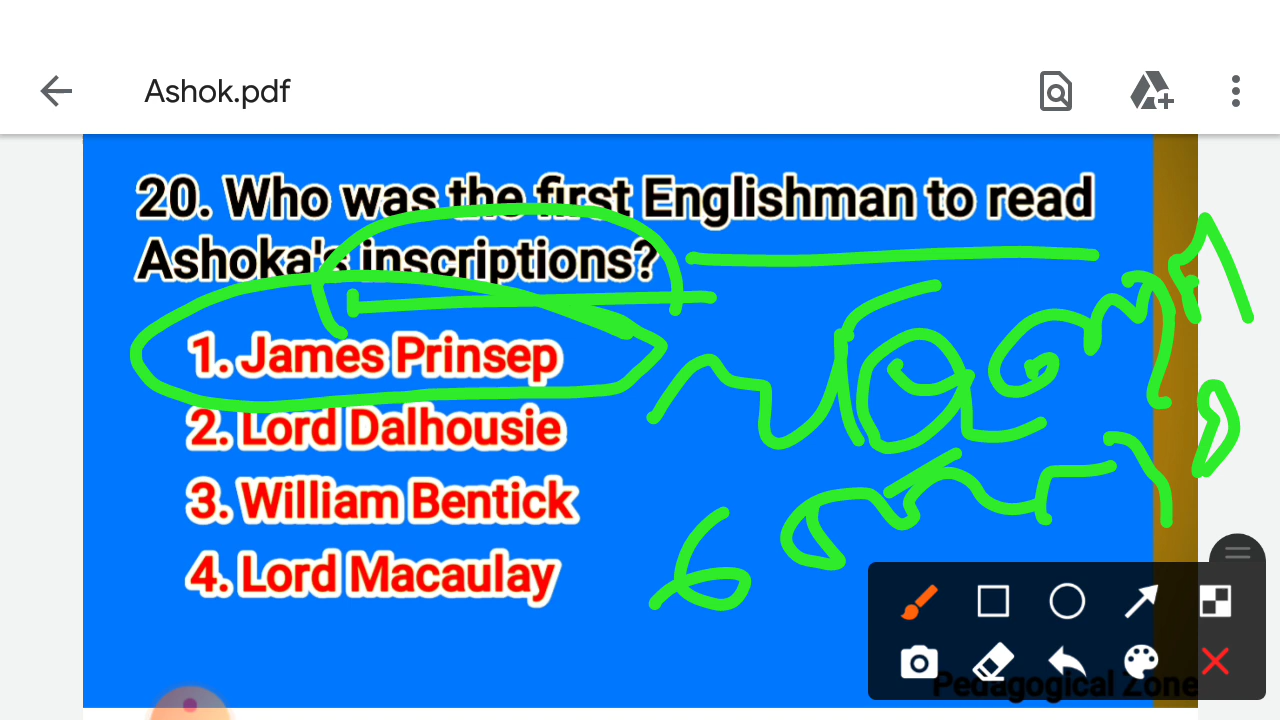 Ashok.pdf
20. Who was the first Englishman to read
Ashoka's inscriptions?
1. James Prinsep
2. Lord Dalhousie
3. William Bentick
4. Lord Macaulay
Pedagogical Zone